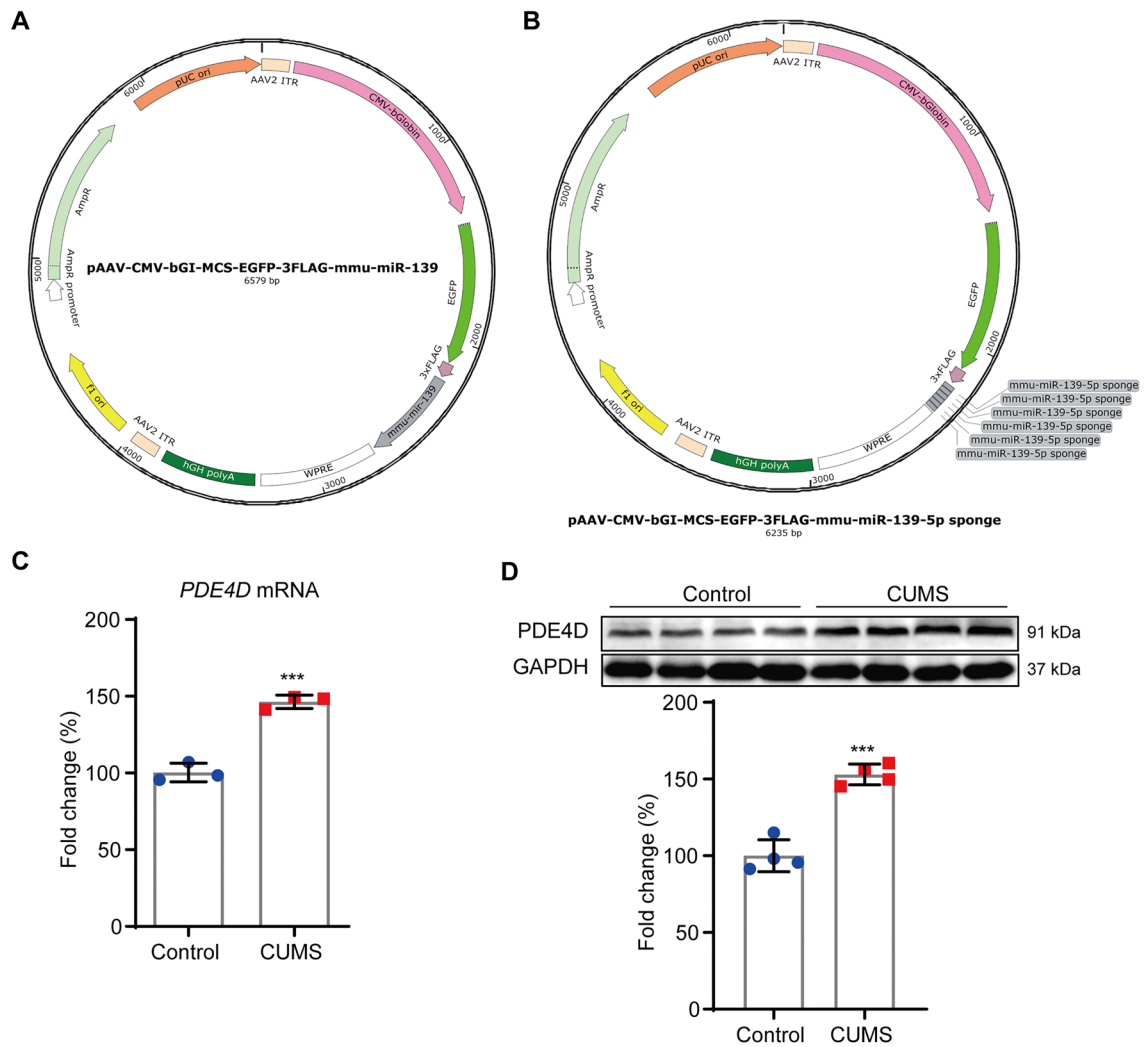 A
pUC ori
AAV2 ITR
CMV-bGlobin
1000
EGFP
2000
3xFLAG
mmu-mir-139
WPRE
3000
hGH polyA
AAV2 ITR
4000
f1 ori
AmpR promoter
5000
AmpR
6000
pAAV-CMV-bGI-MCS-EGFP-3FLAG-mmu-miR-139
6579 bp
B
pUC ori
AAV2 ITR
CMV-bGlobin
1000
EGFP
2000
3xFLAG
mmu-miR-139-5p sponge
mmu-miR-139-5p sponge
mmu-miR-139-5p sponge
mmu-miR-139-5p sponge
mmu-miR-139-5p sponge
mmu-miR-139-5p sponge
WPRE
3000
hGH polyA
AAV2 ITR
4000
f1 ori
AmpR promoter
5000
AmpR
6000
pAAV-CMV-bGI-MCS-EGFP-3FLAG-mmu-miR-139-5p sponge
6235 bp
C
PDE4D mRNA
Fold change (%)
200
150
100
50
0
***
Control CUMS
D
Control CUMS
PDE4D 91 kDa
GAPDH 37 kDa
Fold change (%)
200
150
100
50
0
***
Control CUMS